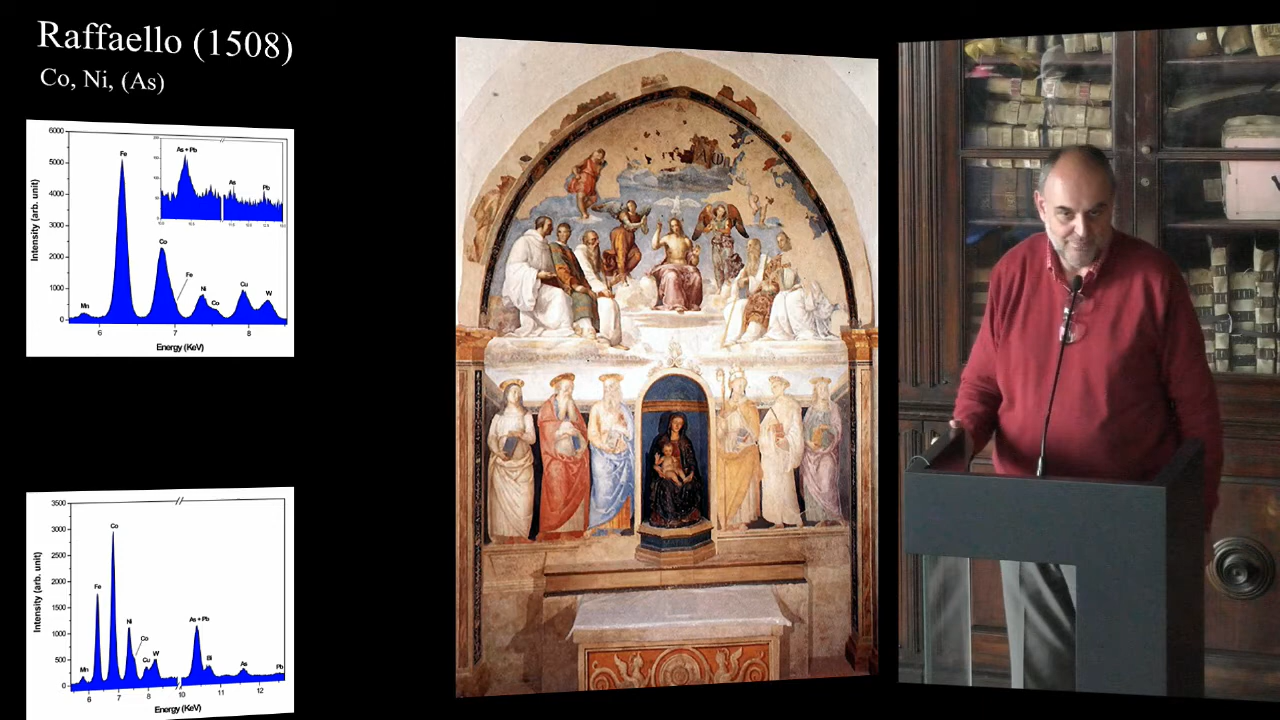 Raffaello (1508)
Co, Ni, (As)
6000
5000
4000
3000
2000
1000
0
Intensity (arb. unit)
Mn
Fe
Co
Fe
Ni
Co
Cu
W
As + Pb
As
Pb
6
7
8
Energy (KeV)
3500
3000
2500
2000
1500
1000
500
0
Intensity (arb. unit)
Mn
Fe
Co
Ni
Co
Cu
W
As + Pb
Bi
As
Pb
6
7
8
10
11
12
Energy (KeV)